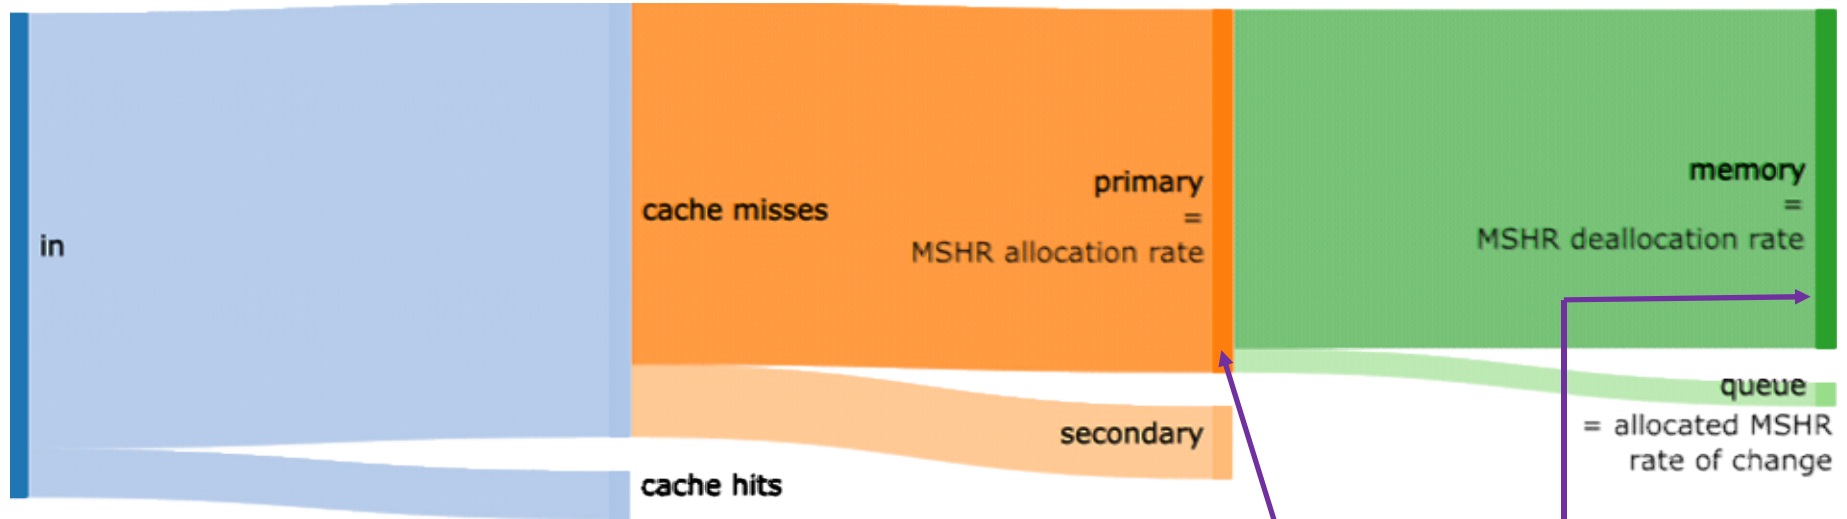 in
cache misses
cache hits
primary
=
MSHR allocation rate
secondary
memory
=
MSHR deallocation rate
queue
= allocated MSHR
rate of change